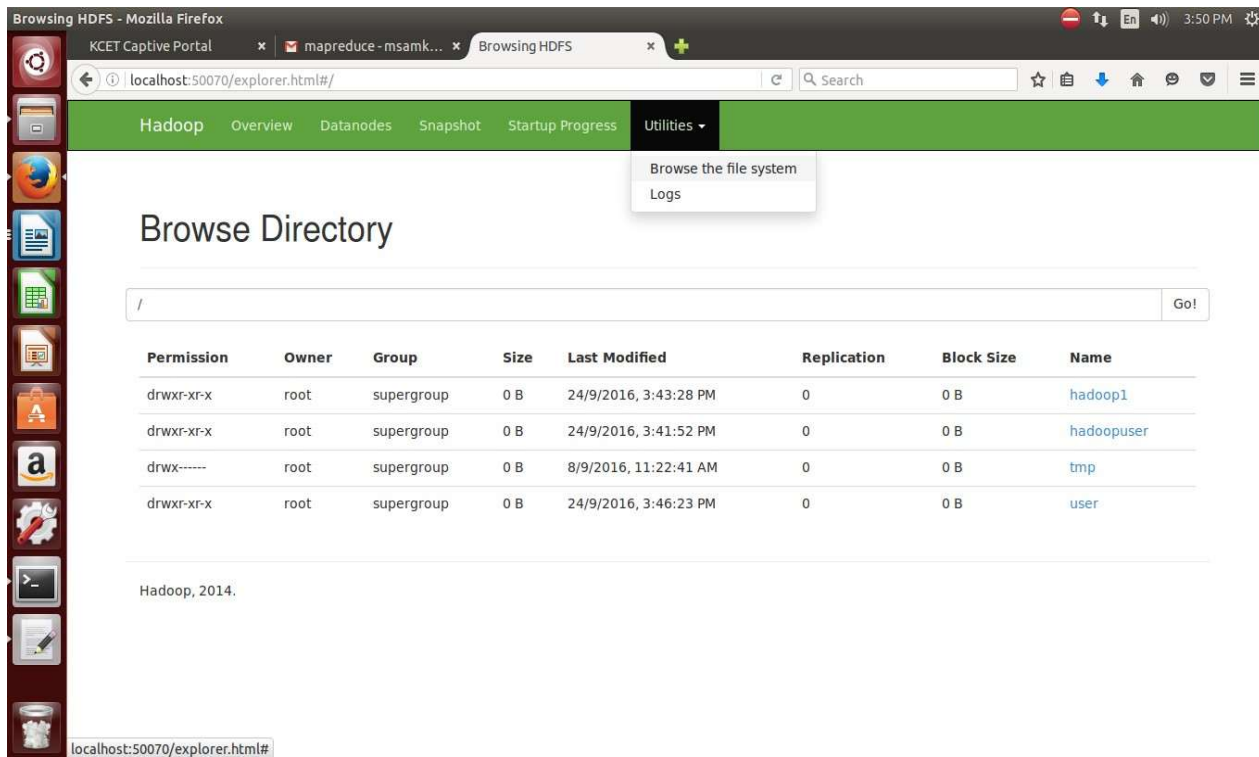 Browsing HDFS - Mozilla Firefox
En 3:50 PM
KCET Captive Portal mapreduce - msamk... Browsing HDFS
localhost:50070/explorer.html#/ Search
Hadoop Overview Datanodes Snapshot Startup Progress Utilities
Browse the file system
Logs
Browse Directory
/ Go!
Permission Owner Group Size Last Modified Replication Block Size Name
drwxr-xr-x root supergroup 0 B 24/9/2016, 3:43:28 PM 0 0 B hadoop1
drwxr-xr-x root supergroup 0 B 24/9/2016, 3:41:52 PM 0 0 B hadoopuser
drwx------ root supergroup 0 B 8/9/2016, 11:22:41 AM 0 0 B tmp
drwxr-xr-x root supergroup 0 B 24/9/2016, 3:46:23 PM 0 0 B user
Hadoop, 2014.
localhost:50070/explorer.html#